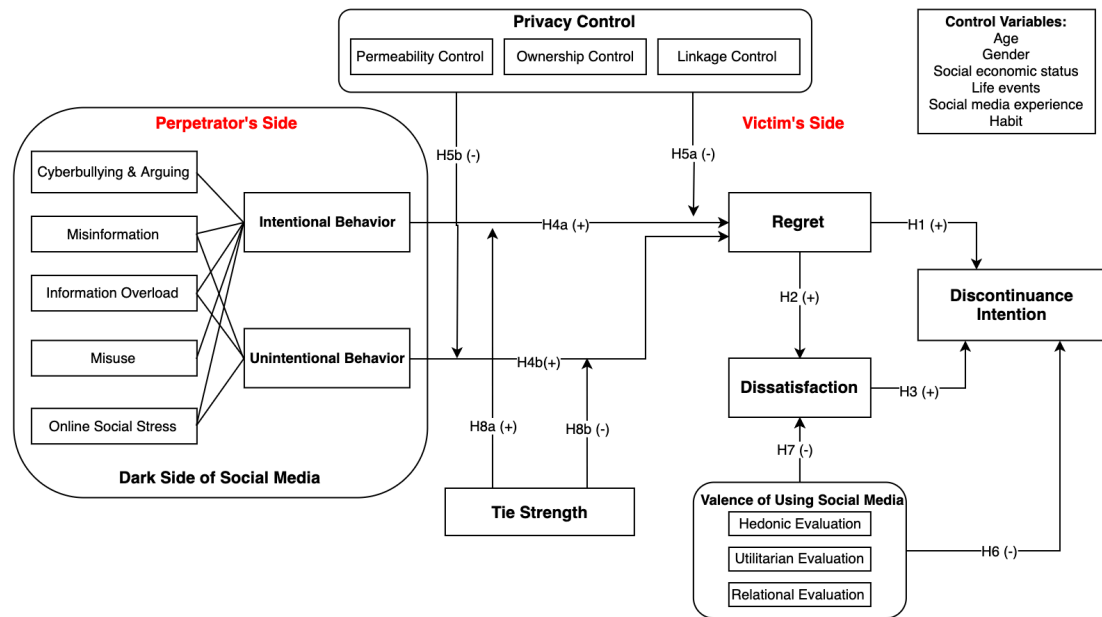 Privacy Control
Permeability Control
Ownership Control
Linkage Control
Control Variables:
Age
Gender
Social economic status
Life events
Social media experience
Habit
Perpetrator's Side
Victim's Side
H5b (-)
H5a (-)
Cyberbullying & Arguing
Misinformation
Information Overload
Misuse
Online Social Stress
Intentional Behavior
Unintentional Behavior
Dark Side of Social Media
H4a (+)
H4b(+)
H8a (+)
H8b (-)
Tie Strength
Regret
H1 (+)
H2 (+)
Discontinuance
Intention
Dissatisfaction
H3 (+)
H7 (-)
Valence of Using Social Media
Hedonic Evaluation
Utilitarian Evaluation
Relational Evaluation
H6 (-)